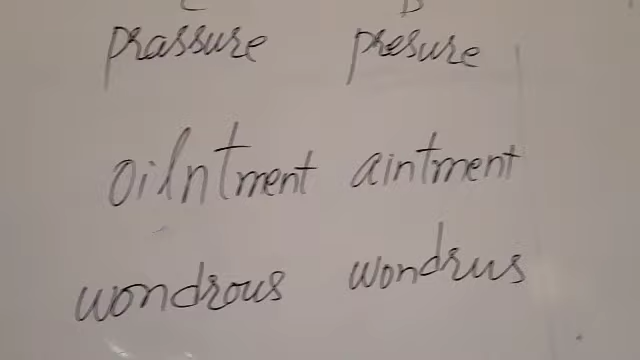 prassure presure
oilntment aintment
wondrous wondrus